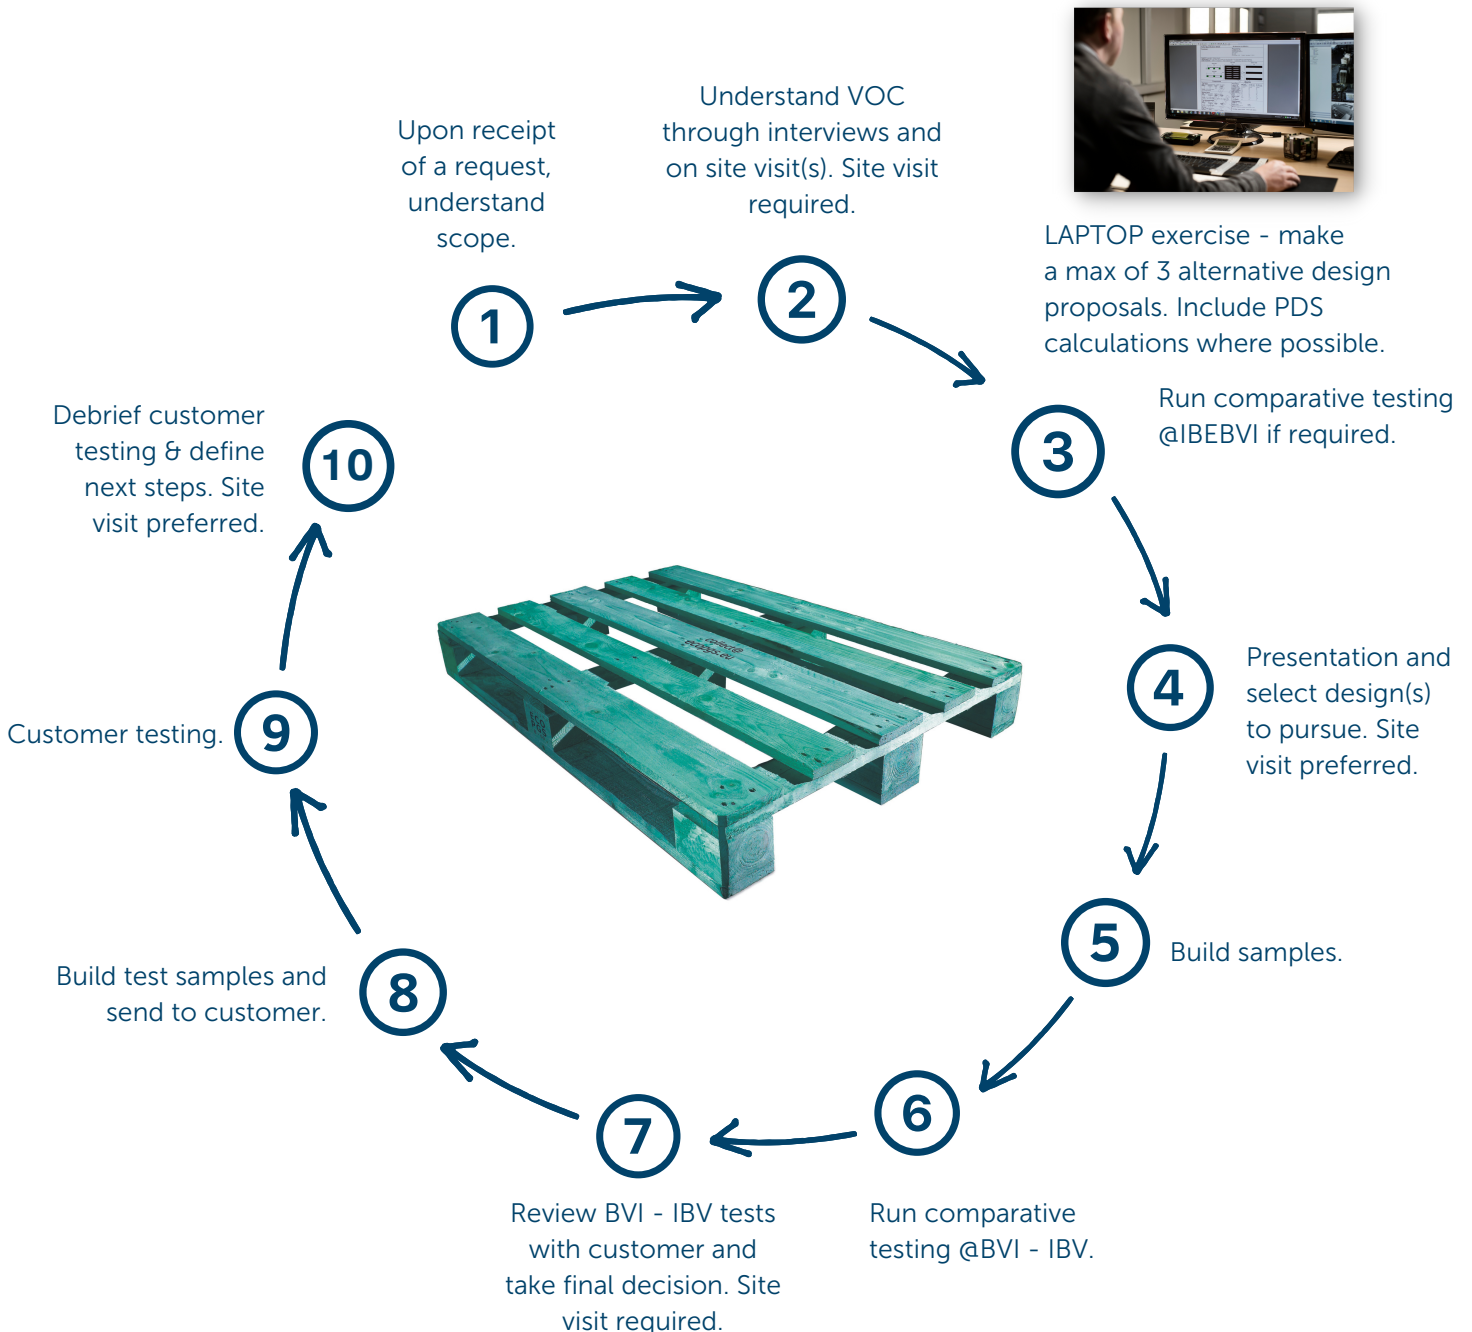 Upon receipt
of a request,
understand
scope.
1
Understand VOC
through interviews and
on site visit(s). Site visit
required.
2
LAPTOP exercise - make
a max of 3 alternative design
proposals. Include PDS
calculations where possible.
Run comparative testing
@IBEBVI if required.
3
Presentation and
select design(s)
to pursue. Site
visit preferred.
4
Build samples.
5
Run comparative
testing @BVI - IBV.
6
Review BVI - IBV tests
with customer and
take final decision. Site
visit required.
7
Build test samples and
send to customer.
8
Customer testing.
9
Debrief customer
testing & define
next steps. Site
visit preferred.
10